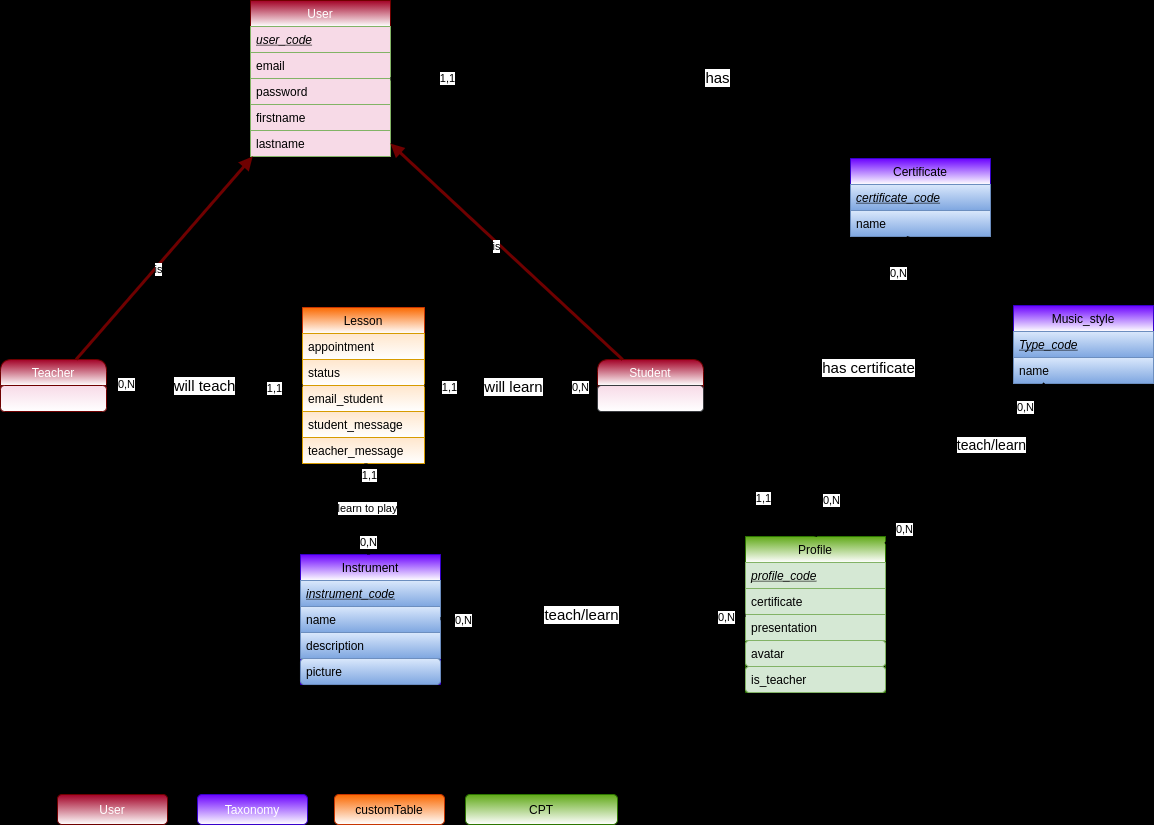 User
user_code
email
password
firstname
lastname
1,1
has
Certificate
certificate_code
name
0,N
is
is
Music_style
Type_code
name
0,N
Lesson
appointment
status
email_student
student_message
teacher_message
Teacher
0,N
will teach
1,1
1,1
will learn
0,N
Student
has certificate
teach/learn
1,1
learn to play
0,N
1,1
0,N
0,N
Instrument
instrument_code
name
description
picture
0,N
teach/learn
0,N
Profile
profile_code
certificate
presentation
avatar
is_teacher
User
Taxonomy
customTable
CPT